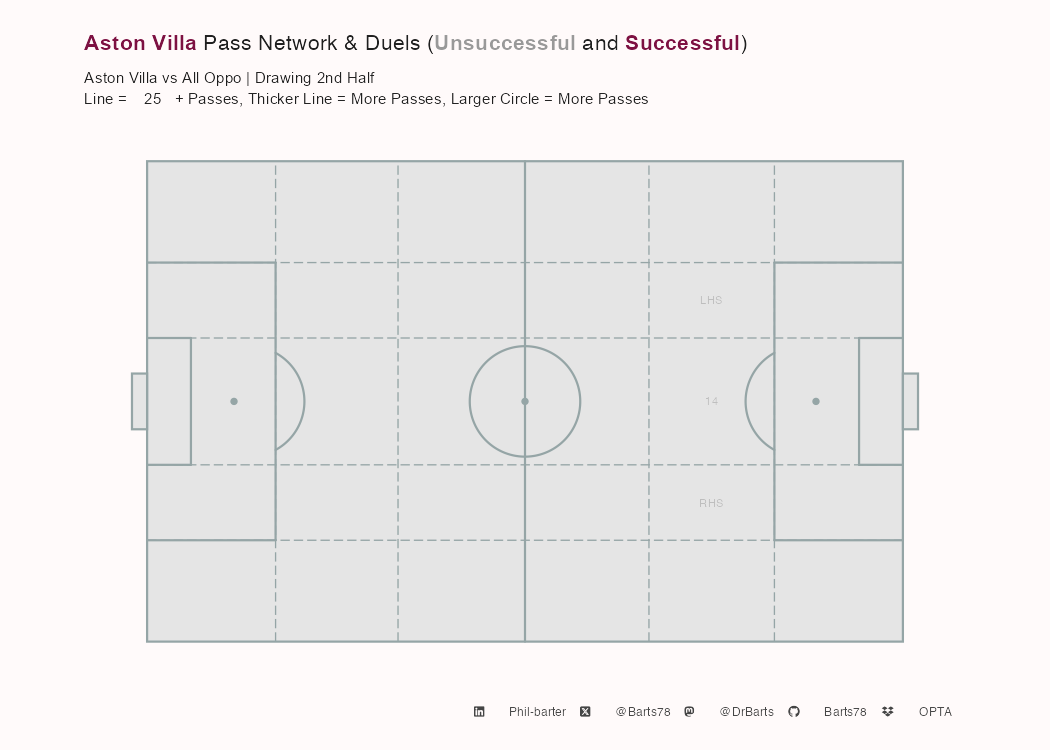 Aston Villa Pass Network & Duels (Unsuccessful and Successful)
Aston Villa vs All Oppo | Drawing 2nd Half
Line = 25 + Passes, Thicker Line = More Passes, Larger Circle = More Passes
LHS
14
RHS
Phil-barter @Barts78 @DrBarts Barts78 OPTA